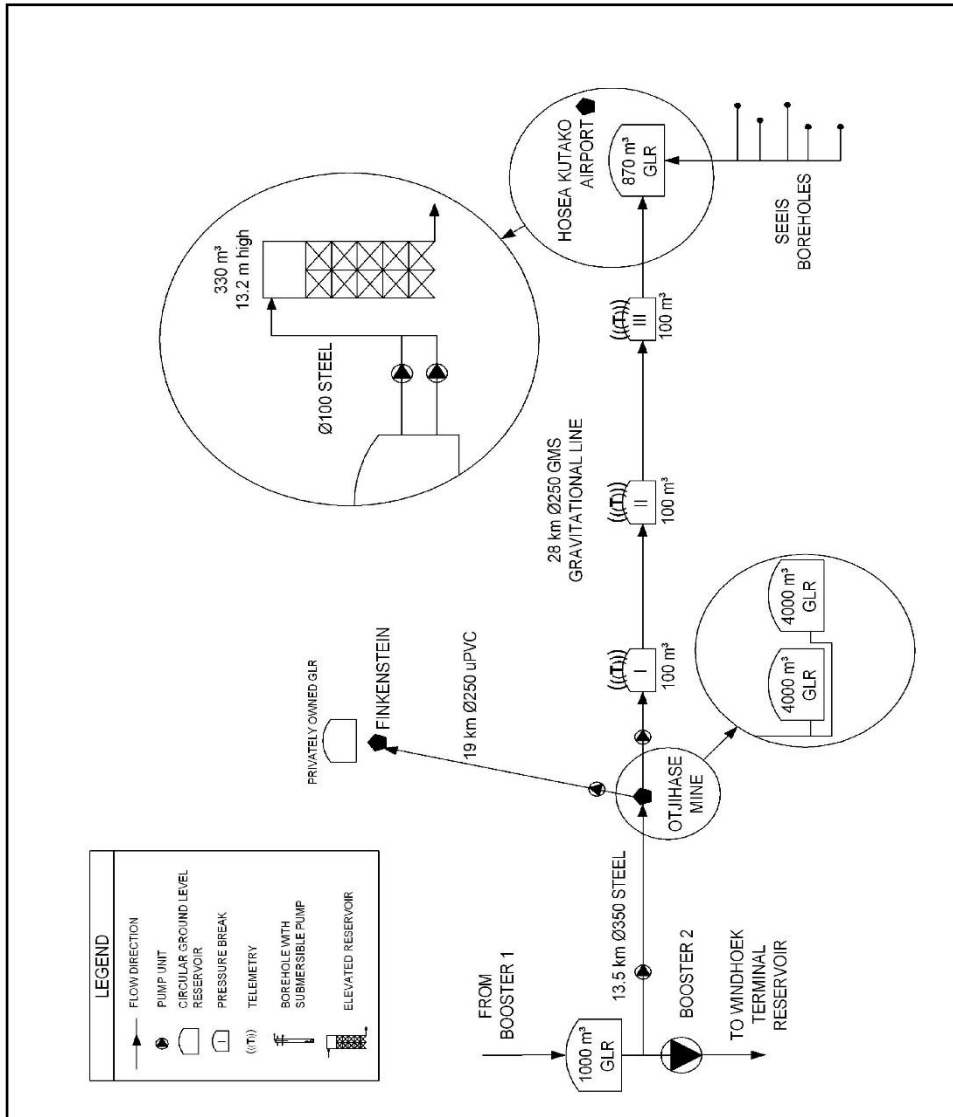 LEGEND
FLOW DIRECTION
PUMP UNIT
CIRCULAR GROUND LEVEL
RESERVOIR
I
PRESSURE BREAK
((T))
TELEMETRY
BOREHOLE WITH
SUBMERSIBLE PUMP
ELEVATED RESERVOIR
FROM
BOOSTER 1
1000 m³
GLR
BOOSTER 2
TO WINDHOEK
TERMINAL
RESERVOIR
13.5 km Ø350 STEEL
OTJIHASE
MINE
4000 m³
GLR
4000 m³
GLR
PRIVATELY OWNED GLR
FINKENSTEIN
19 km Ø250 uPVC
((T))
I
100 m³
28 km Ø250 GMS
GRAVITATIONAL LINE
((T))
II
100 m³
((T))
III
100 m³
HOSEA KUTAKO
AIRPORT
870 m³
GLR
SEEIS
BOREHOLES
Ø100 STEEL
330 m³
13.2 m high